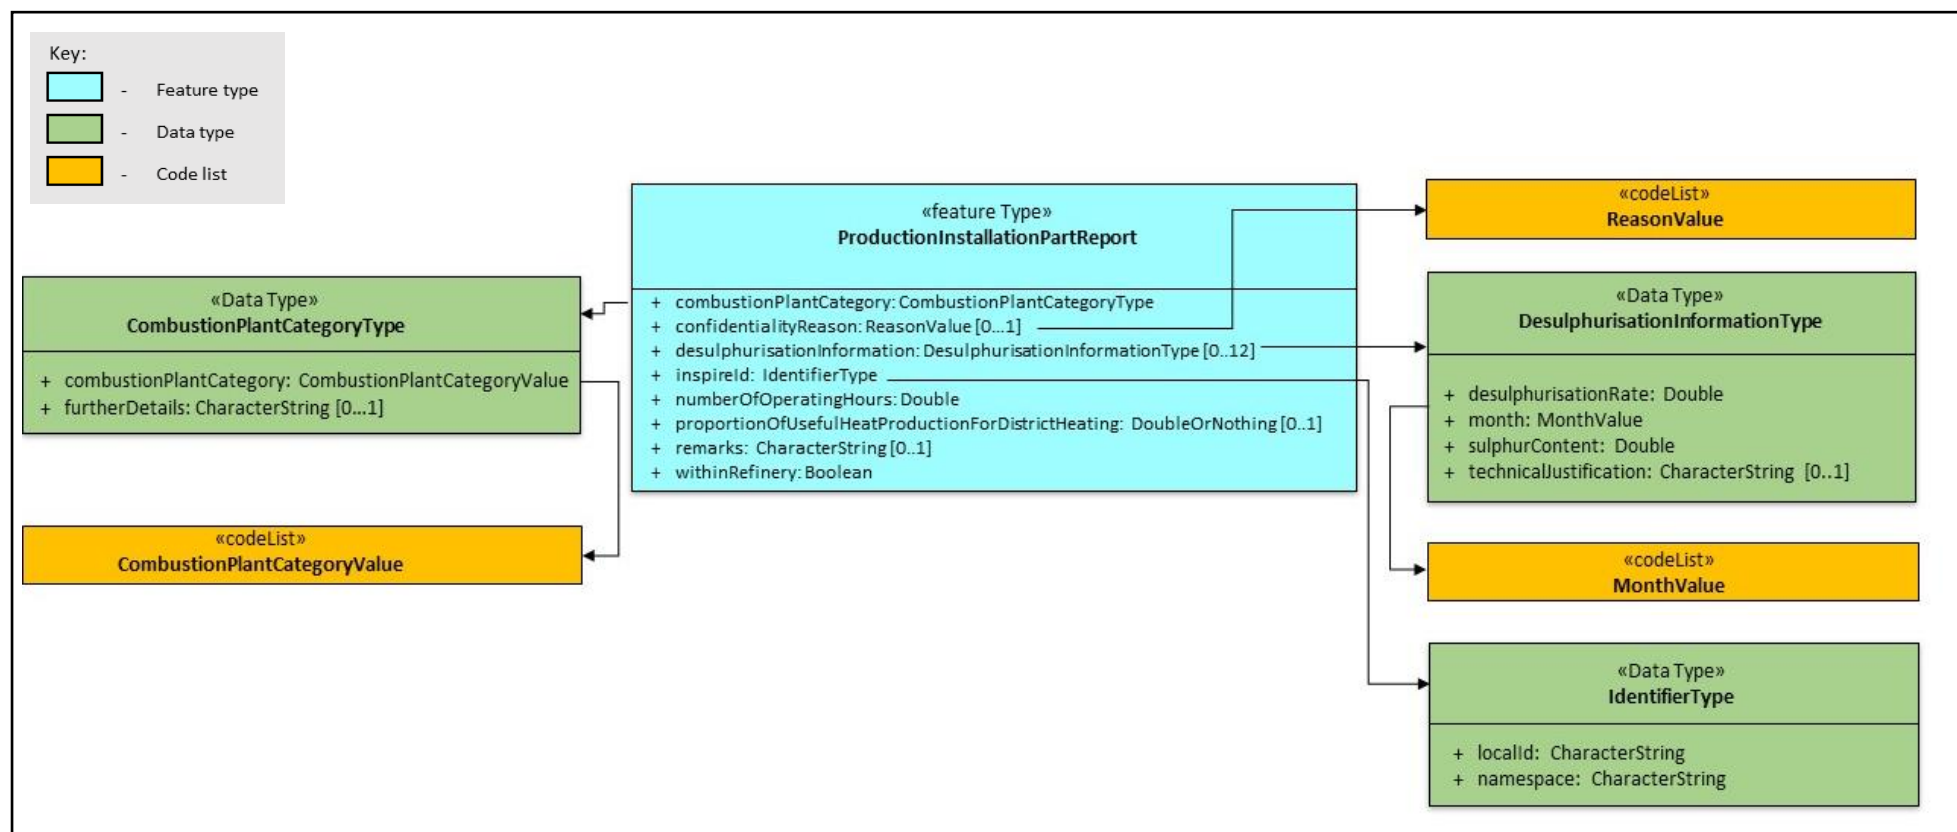 Key:
- Feature type
- Data type
- Code list
«feature Type»
ProductionInstallationPartReport
+ combustionPlantCategory: CombustionPlantCategoryType
+ confidentialityReason: ReasonValue [0...1]
+ desulphurisationInformation: DesulphurisationInformationType [0..12]
+ inspireId: IdentifierType
+ numberOfOperatingHours: Double
+ proportionOfUsefulHeatProductionForDistrictHeating: DoubleOrNothing [0..1]
+ remarks: CharacterString [0..1]
+ withinRefinery: Boolean
«Data Type»
CombustionPlantCategoryType
+ combustionPlantCategory: CombustionPlantCategoryValue
+ furtherDetails: CharacterString [0...1]
«codeList»
CombustionPlantCategoryValue
«codeList»
ReasonValue
«Data Type»
DesulphurisationInformationType
+ desulphurisationRate: Double
+ month: MonthValue
+ sulphurContent: Double
+ technicalJustification: CharacterString [0..1]
«codeList»
MonthValue
«Data Type»
IdentifierType
+ localId: CharacterString
+ namespace: CharacterString